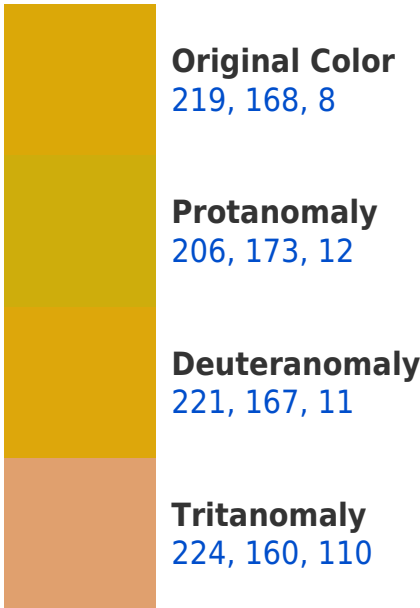 Original Color
219, 168, 8
Protanomaly
206, 173, 12
Deuteranomaly
221, 167, 11
Tritanomaly
224, 160, 110